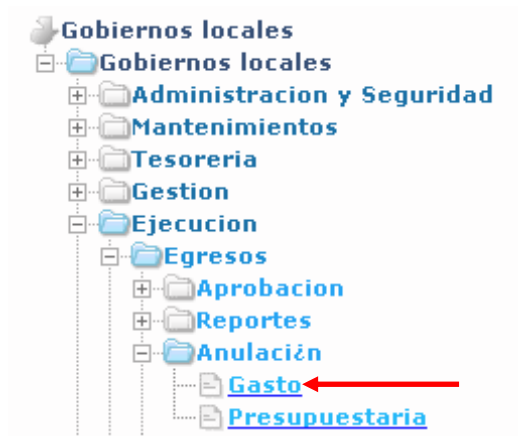 Gobiernos locales
Gobiernos locales
Administracion y Seguridad
Mantenimientos
Tesoreria
Gestion
Ejecucion
Egresos
Aprobacion
Reportes
Anulaci¿n
Gasto
Presupuestaria